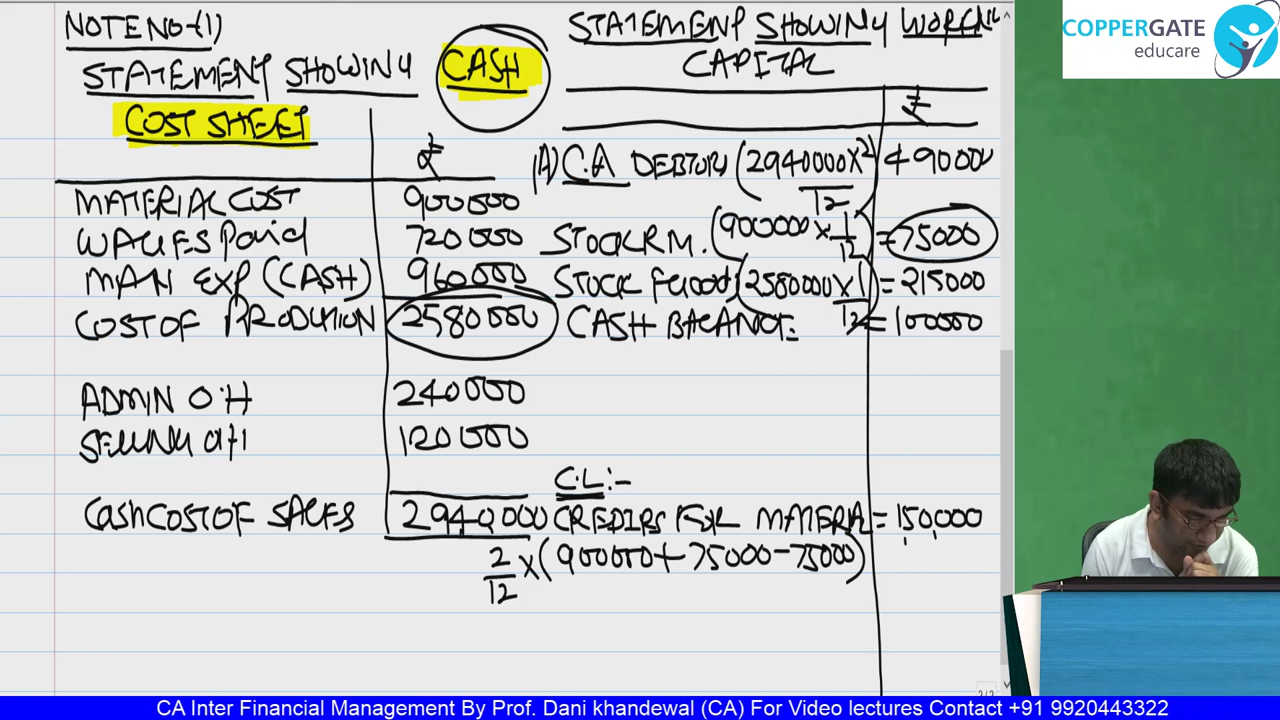 NOTE NO-(1)
STATEMENT SHOWING CASH
COST SHEET
₹
MATERIAL COST 900000
WAGES Paid 720000
MAN EXP (CASH) 960000
COST OF PRODUCTION 2580000
ADMIN O.H 240000
SELLING O.H 120000
Cash COST OF SALES 2940000
STATEMENT SHOWING WORKING
CAPITAL
₹
(A) C.A DEBTORS (2940000 x 2/12) 490000
STOCK R.M. (900000 x 1/12) =75000
STOCK F. Good (2580000 x 1/12) = 215000
CASH BALANCE = 100000
C.L:-
CREDITS FOR MATERIAL = 150,000
2/12 x (900000 + 75000 - 75000)
COPPERGATE
educare
2/2
CA Inter Financial Management By Prof. Dani khandewal (CA) For Video lectures Contact +91 9920443322